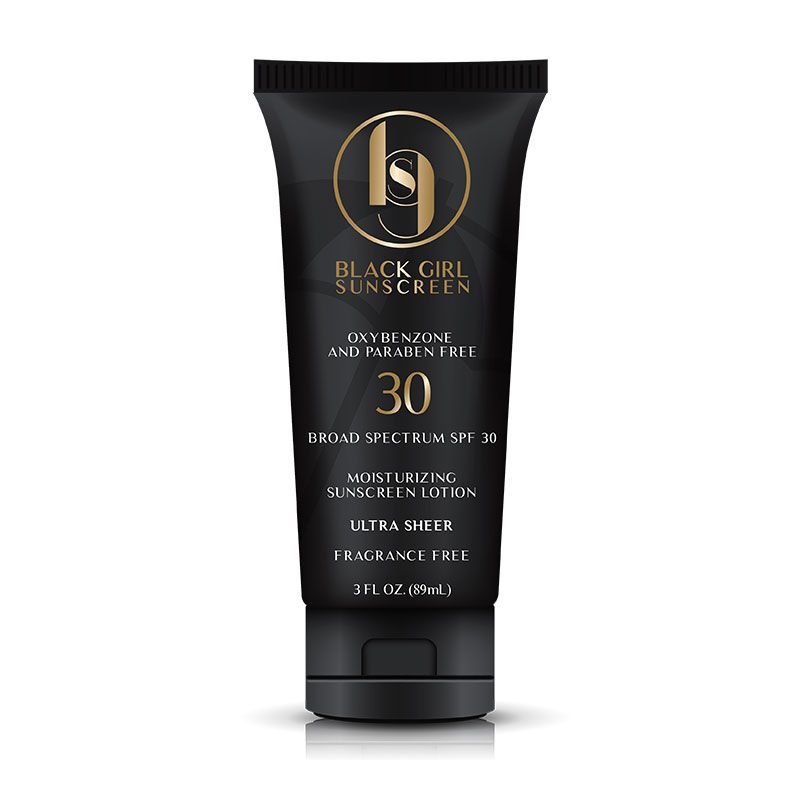 bsg
BLACK GIRL
SUNSCREEN
OXYBENZONE
AND PARABEN FREE
30
BROAD SPECTRUM SPF 30
MOISTURIZING
SUNSCREEN LOTION
ULTRA SHEER
FRAGRANCE FREE
3 FL OZ. (89mL)